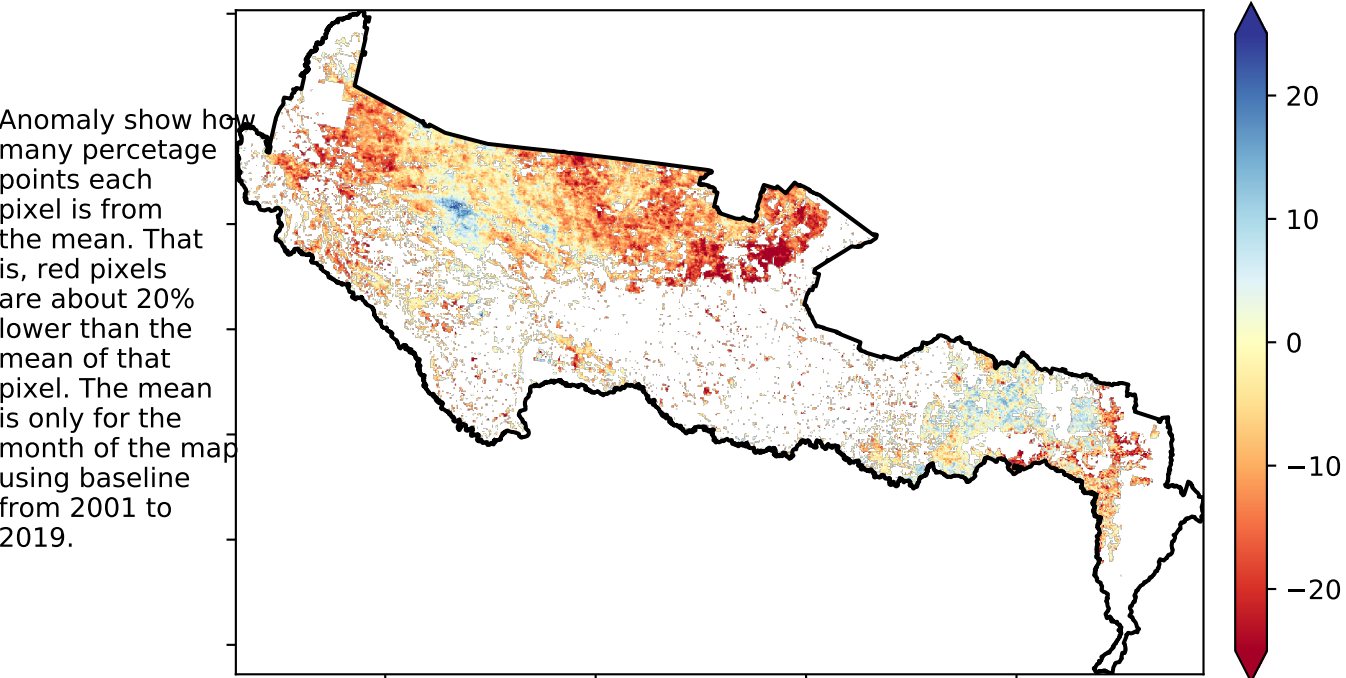 Anomaly show how
many percetage
points each
pixel is from
the mean. That
is, red pixels
are about 20%
lower than the
mean of that
pixel. The mean
is only for the
month of the map
using baseline
from 2001 to
2019.
20
10
0
−10
−20